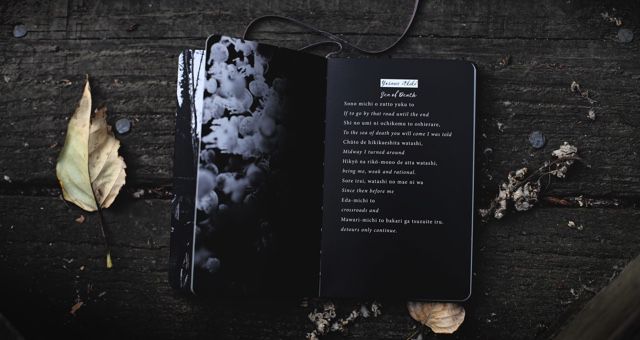 Yosano Akiko
Sea of Death
Sono michi o zutto yuku to
If to go by that road until the end
Shi no umi ni ochikomu to oshierare,
To the sea of death you will come I was told
Chūto de hikikaeshita watashi,
Midway I turned around
Hikyō na rikō-mono de atta watashi,
being me, weak and rational.
Sore irai, watashi no mae ni wa
Since then before me
Eda-michi to
crossroads and
Mawari-michi to bakari ga tsuzuite iru.
detours only continue.